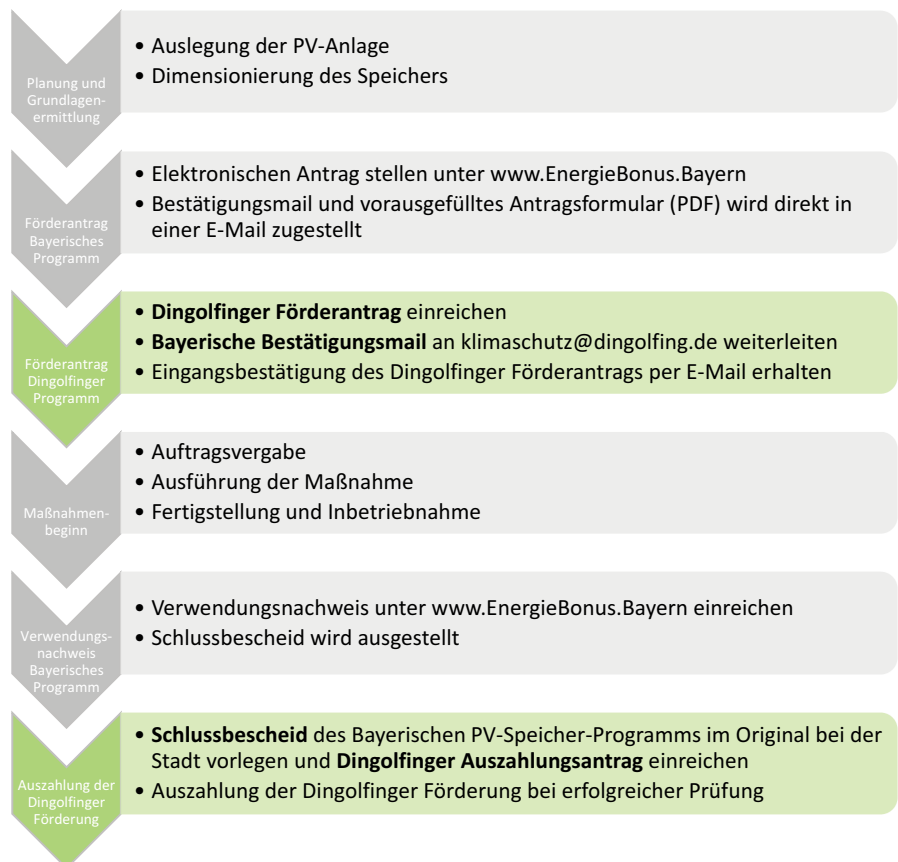 Planung und
Grundlagen-
ermittlung
• Auslegung der PV-Anlage
• Dimensionierung des Speichers
Förderantrag
Bayerisches
Programm
• Elektronischen Antrag stellen unter www.EnergieBonus.Bayern
• Bestätigungsmail und vorausgefülltes Antragsformular (PDF) wird direkt in
einer E-Mail zugestellt
Förderantrag
Dingolfinger
Programm
• Dingolfinger Förderantrag einreichen
• Bayerische Bestätigungsmail an klimaschutz@dingolfing.de weiterleiten
• Eingangsbestätigung des Dingolfinger Förderantrags per E-Mail erhalten
Maßnahmen-
beginn
• Auftragsvergabe
• Ausführung der Maßnahme
• Fertigstellung und Inbetriebnahme
Verwendungs-
nachweis
Bayerisches
Programm
• Verwendungsnachweis unter www.EnergieBonus.Bayern einreichen
• Schlussbescheid wird ausgestellt
Auszahlung der
Dingolfinger
Förderung
• Schlussbescheid des Bayerischen PV-Speicher-Programms im Original bei der
Stadt vorlegen und Dingolfinger Auszahlungsantrag einreichen
• Auszahlung der Dingolfinger Förderung bei erfolgreicher Prüfung